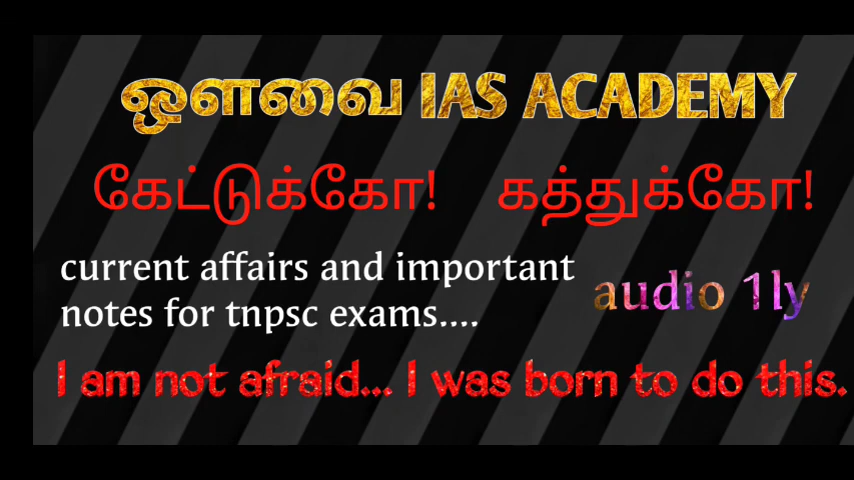 ஔவை IAS ACADEMY
கேட்டுக்கோ! கத்துக்கோ!
current affairs and important
notes for tnpsc exams....
audio 1ly
I am not afraid... I was born to do this.